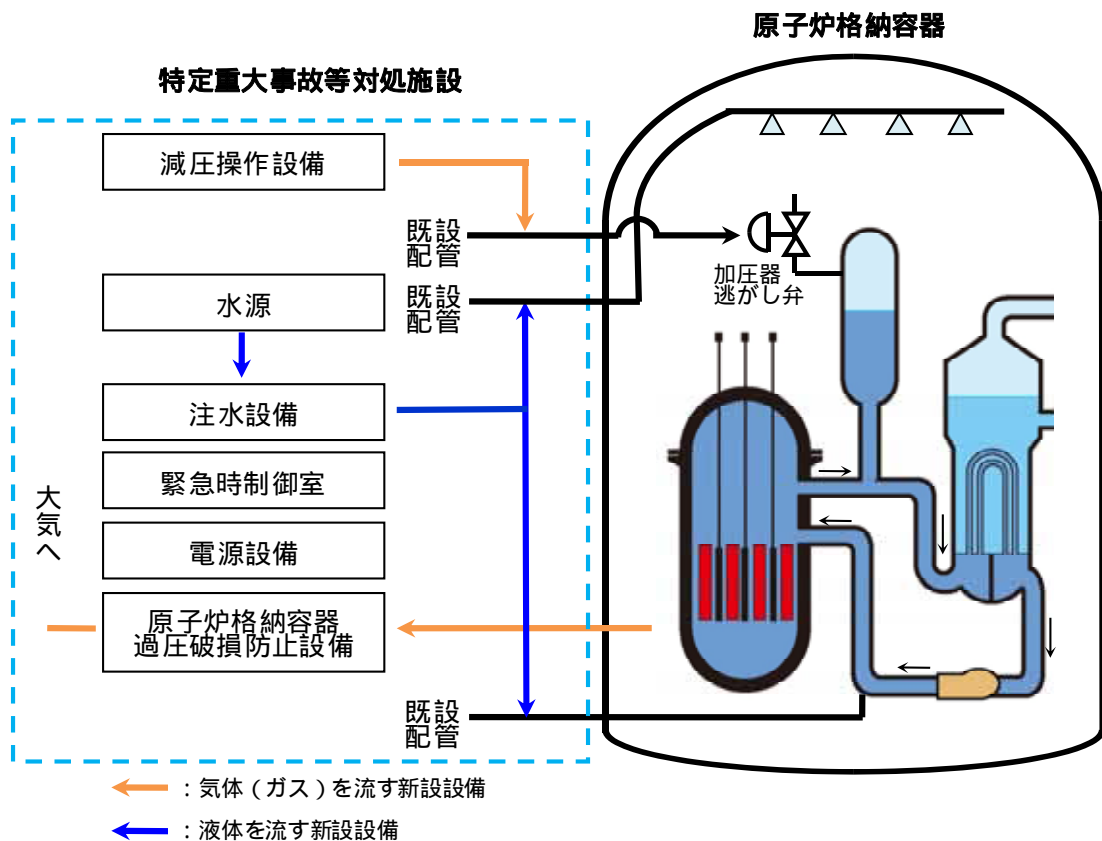 原子炉格納容器
特定重大事故等対処施設
減圧操作設備
既設
配管
加圧器
逃がし弁
水源
既設
配管
注水設備
緊急時制御室
大気へ
電源設備
原子炉格納容器
過圧破損防止設備
既設
配管
：気体（ガス）を流す新設設備
：液体を流す新設設備